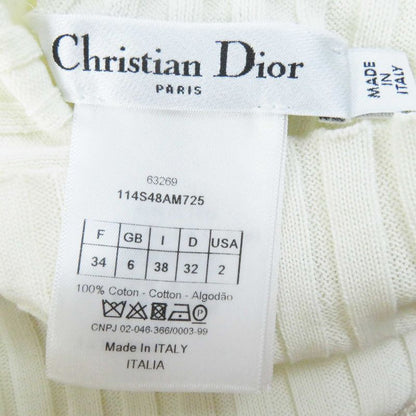 Christian Dior
PARIS
MADE IN
ITALY
63269
114S48AM725
F GB I D USA
34 6 38 32 2
100% Coton - Cotton - Algodão
CNPJ 02-046-366/0003-99
Made In ITALY
ITALIA